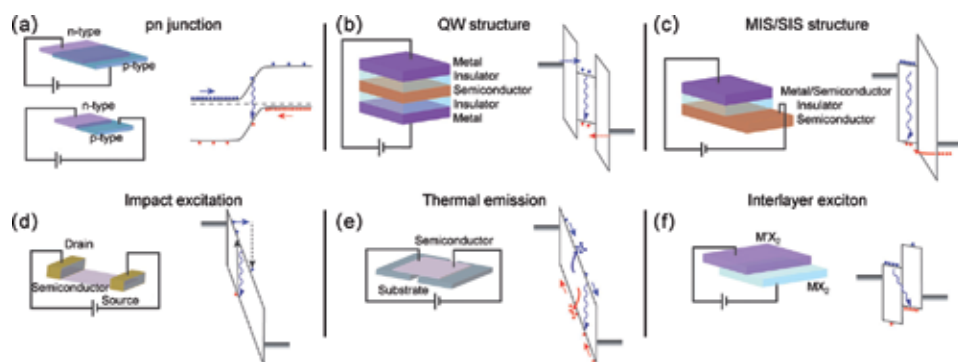 (a) pn junction
n-type
p-type
n-type
p-type
(b) QW structure
Metal
Insulator
Semiconductor
Insulator
Metal
(c) MIS/SIS structure
Metal/Semiconductor
Insulator
Semiconductor
(d) Impact excitation
Drain
Semiconductor
Source
(e) Thermal emission
Semiconductor
Substrate
(f) Interlayer exciton
M'X₂
MX₂